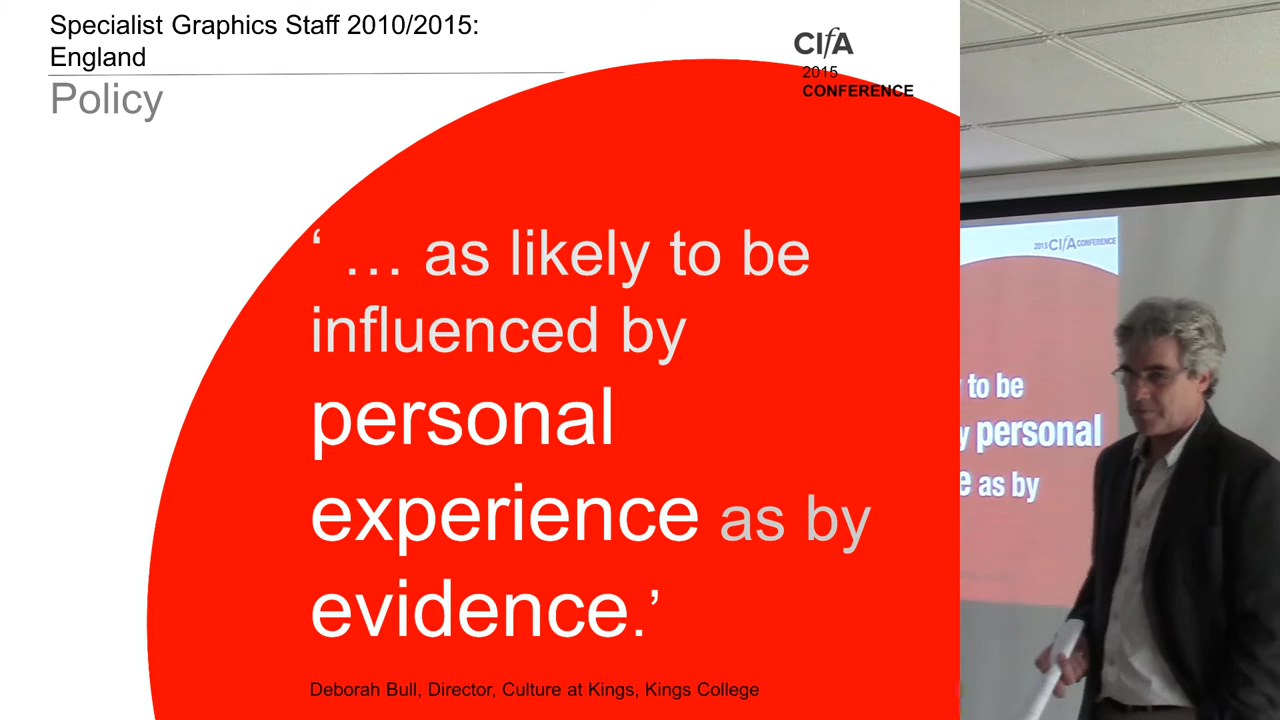 Specialist Graphics Staff 2010/2015:
England
Policy
CIfA
2015
CONFERENCE
‘ … as likely to be
influenced by
personal
experience as by
evidence.’
Deborah Bull, Director, Culture at Kings, Kings College
2015 CIfA CONFERENCE
to be
y personal
e as by